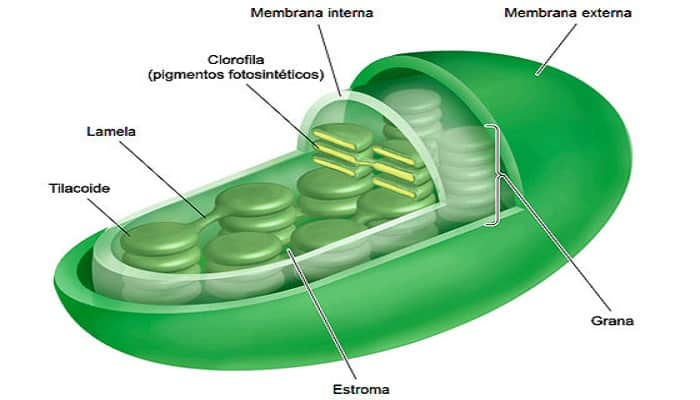 Membrana interna
Membrana externa
Clorofila
(pigmentos fotosintéticos)
Lamela
Tilacoide
Grana
Estroma